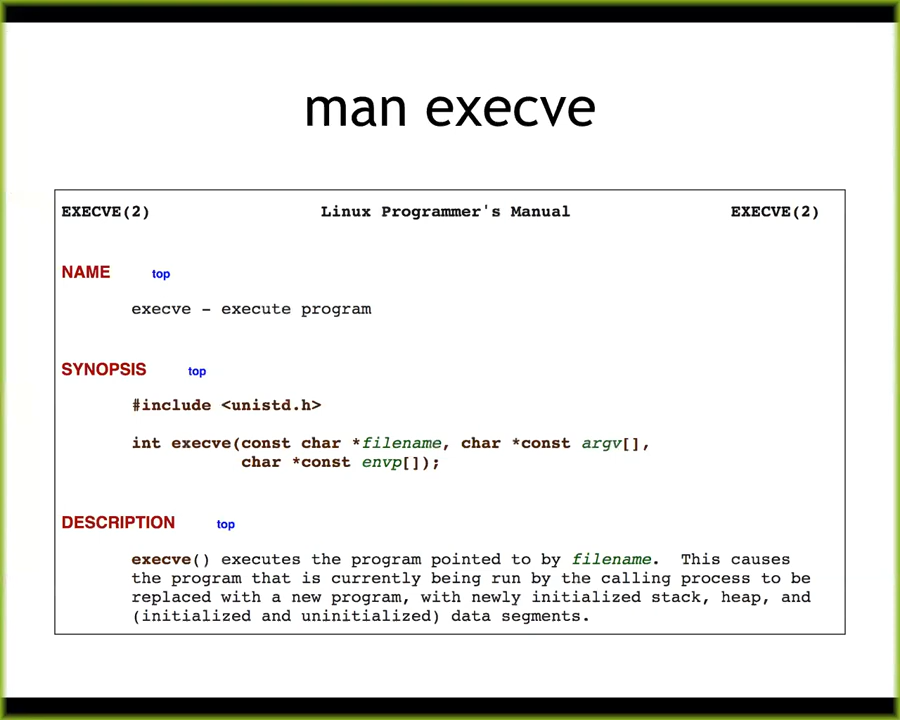 man execve
EXECVE(2) Linux Programmer's Manual EXECVE(2)
NAME top
execve - execute program
SYNOPSIS top
#include <unistd.h>
int execve(const char *filename, char *const argv[],
char *const envp[]);
DESCRIPTION top
execve() executes the program pointed to by filename. This causes
the program that is currently being run by the calling process to be
replaced with a new program, with newly initialized stack, heap, and
(initialized and uninitialized) data segments.